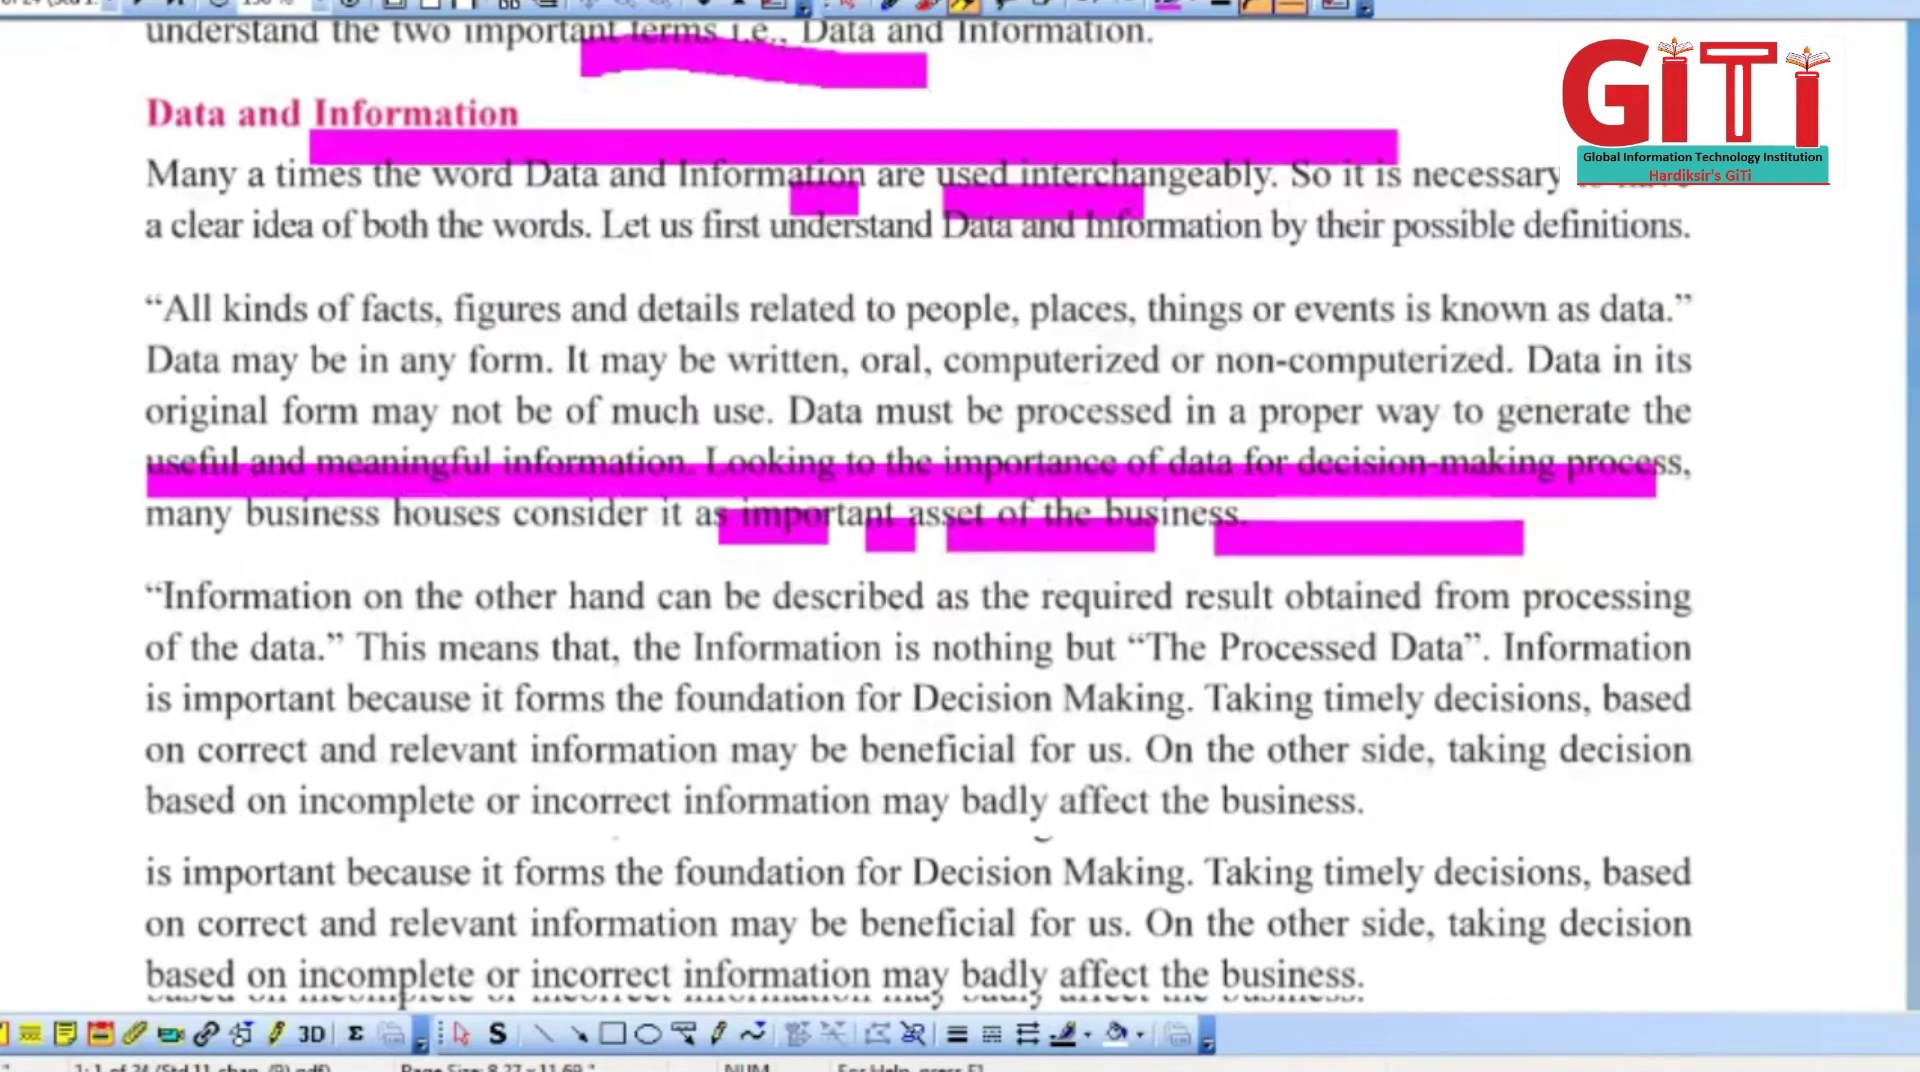 understand the two important terms i.e., Data and Information.
GiTi
Global Information Technology Institution
Hardiksir's GiTi
Data and Information
Many a times the word Data and Information are used interchangeably. So it is necessary
a clear idea of both the words. Let us first understand Data and Information by their possible definitions.
“All kinds of facts, figures and details related to people, places, things or events is known as data.”
Data may be in any form. It may be written, oral, computerized or non-computerized. Data in its
original form may not be of much use. Data must be processed in a proper way to generate the
useful and meaningful information. Looking to the importance of data for decision-making process,
many business houses consider it as important asset of the business.
“Information on the other hand can be described as the required result obtained from processing
of the data.” This means that, the Information is nothing but “The Processed Data”. Information
is important because it forms the foundation for Decision Making. Taking timely decisions, based
on correct and relevant information may be beneficial for us. On the other side, taking decision
based on incomplete or incorrect information may badly affect the business.
is important because it forms the foundation for Decision Making. Taking timely decisions, based
on correct and relevant information may be beneficial for us. On the other side, taking decision
based on incomplete or incorrect information may badly affect the business.
3D Σ S